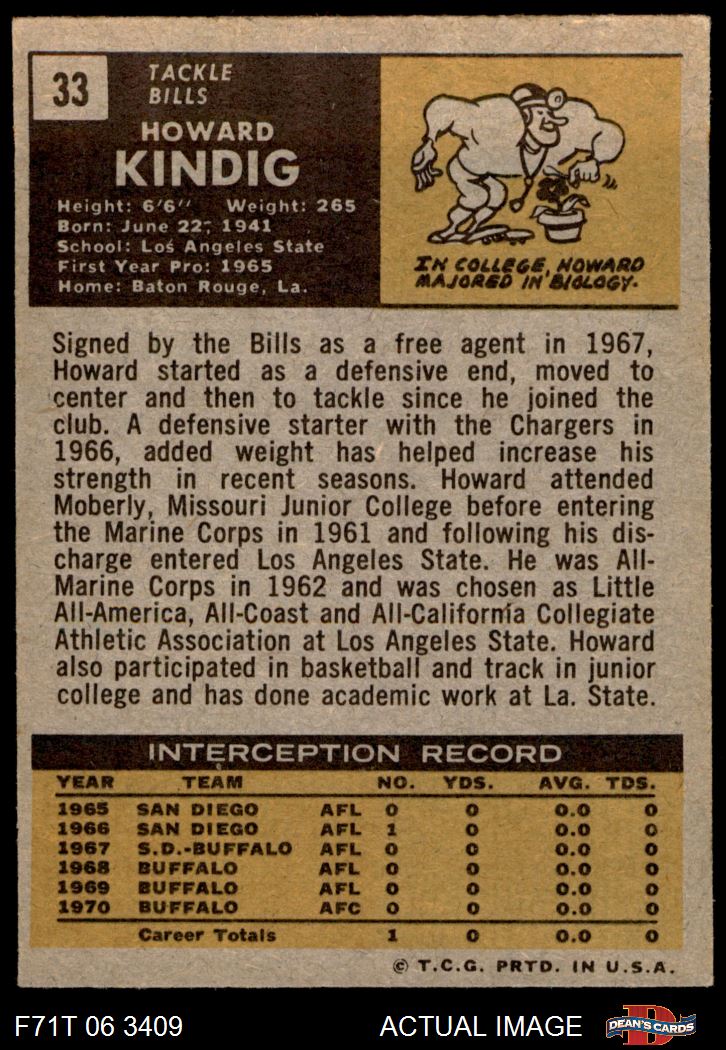 33
TACKLE
BILLS
HOWARD
KINDIG
Height: 6'6" Weight: 265
Born: June 22, 1941
School: Los Angeles State
First Year Pro: 1965
Home: Baton Rouge, La.
IN COLLEGE, HOWARD
MAJORED IN BIOLOGY.
Signed by the Bills as a free agent in 1967,
Howard started as a defensive end, moved to
center and then to tackle since he joined the
club. A defensive starter with the Chargers in
1966, added weight has helped increase his
strength in recent seasons. Howard attended
Moberly, Missouri Junior College before entering
the Marine Corps in 1961 and following his dis-
charge entered Los Angeles State. He was All-
Marine Corps in 1962 and was chosen as Little
All-America, All-Coast and All-California Collegiate
Athletic Association at Los Angeles State. Howard
also participated in basketball and track in junior
college and has done academic work at La. State.
INTERCEPTION RECORD
YEAR TEAM NO. YDS. AVG. TDS.
1965 SAN DIEGO AFL 0 0 0.0 0
1966 SAN DIEGO AFL 1 0 0.0 0
1967 S.D.-BUFFALO AFL 0 0 0.0 0
1968 BUFFALO AFL 0 0 0.0 0
1969 BUFFALO AFL 0 0 0.0 0
1970 BUFFALO AFC 0 0 0.0 0
Career Totals 1 0 0.0 0
© T.C.G. PRTD. IN U.S.A.
F71T 06 3409 ACTUAL IMAGE D DEAN'S CARDS